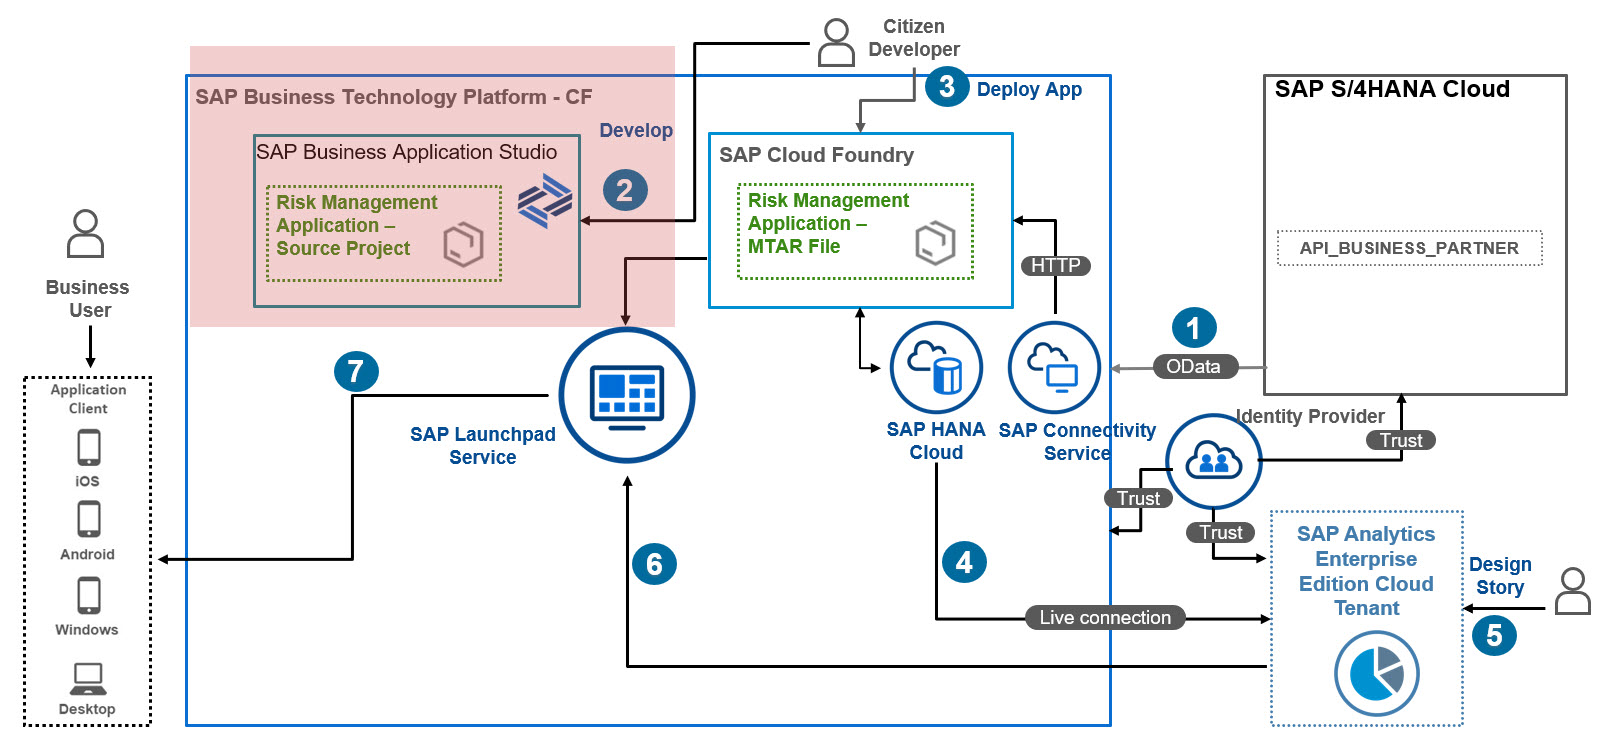 Citizen
Developer
3
Deploy App
SAP Business Technology Platform - CF
Develop
SAP Business Application Studio
2
Risk Management
Application –
Source Project
SAP Cloud Foundry
Risk Management
Application –
MTAR File
HTTP
SAP S/4HANA Cloud
API_BUSINESS_PARTNER
1
OData
Business
User
Application
Client
iOS
Android
Windows
Desktop
7
SAP Launchpad
Service
SAP HANA
Cloud
SAP Connectivity
Service
Identity Provider
Trust
Trust
Trust
6
4
Live connection
SAP Analytics
Enterprise
Edition Cloud
Tenant
Design
Story
5